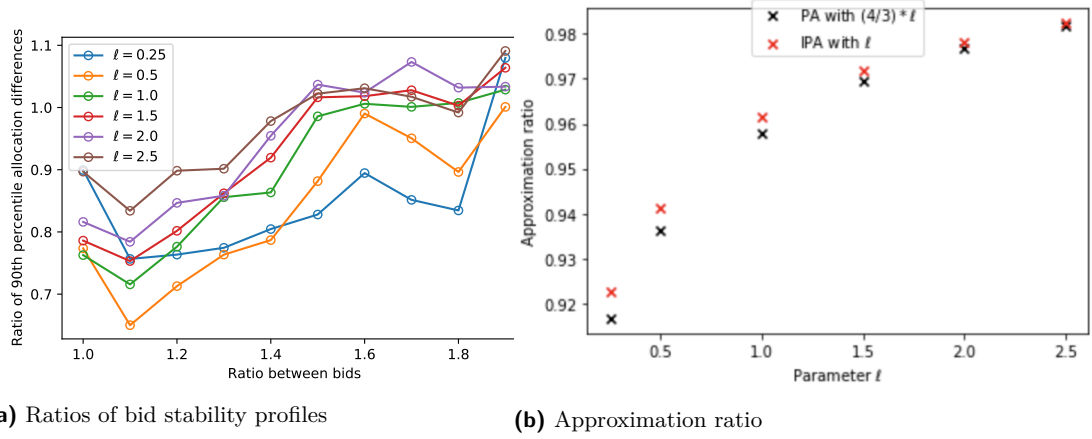 1.1
1.0
0.9
0.8
0.7
Ratio of 90th percentile allocation differences
ℓ = 0.25
ℓ = 0.5
ℓ = 1.0
ℓ = 1.5
ℓ = 2.0
ℓ = 2.5
1.0 1.2 1.4 1.6 1.8
Ratio between bids
a) Ratios of bid stability profiles
PA with (4/3) * ℓ
IPA with ℓ
0.98
0.97
0.96
0.95
0.94
0.93
0.92
Approximation ratio
0.5 1.0 1.5 2.0 2.5
Parameter ℓ
(b) Approximation ratio